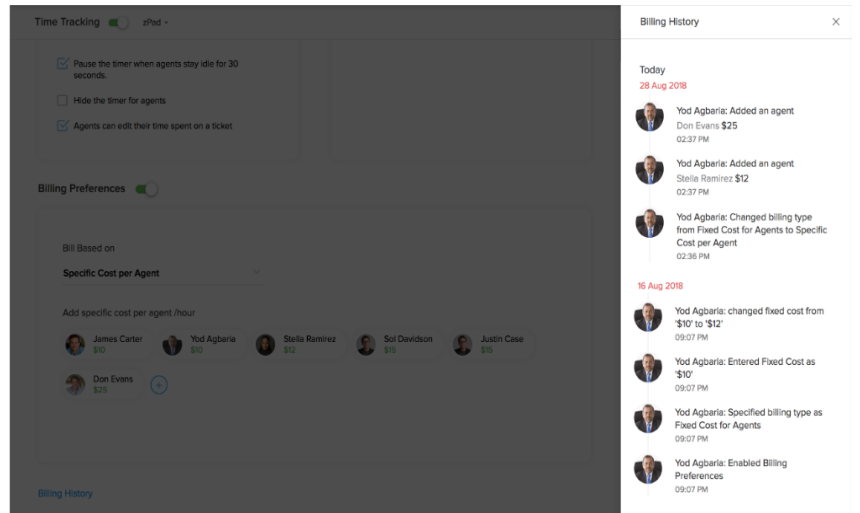 Time Tracking
zPad
Pause the timer when agents stay idle for 30
seconds.
Hide the timer for agents
Agents can edit their time spent on a ticket
Billing Preferences
Bill Based on
Specific Cost per Agent
Add specific cost per agent /hour
James Carter
$10
Yod Agbaria
$10
Stella Ramirez
$12
Sol Davidson
$15
Justin Case
$15
Don Evans
$25
Billing History
Billing History
Today
28 Aug 2018
Yod Agbaria: Added an agent
Don Evans $25
02:37 PM
Yod Agbaria: Added an agent
Stella Ramirez $12
02:37 PM
Yod Agbaria: Changed billing type
from Fixed Cost for Agents to Specific
Cost per Agent
02:36 PM
16 Aug 2018
Yod Agbaria: changed fixed cost from
'$10' to '$12'
09:07 PM
Yod Agbaria: Entered Fixed Cost as
'$10'
09:07 PM
Yod Agbaria: Specified billing type as
Fixed Cost for Agents
09:07 PM
Yod Agbaria: Enabled Billing
Preferences
09:07 PM